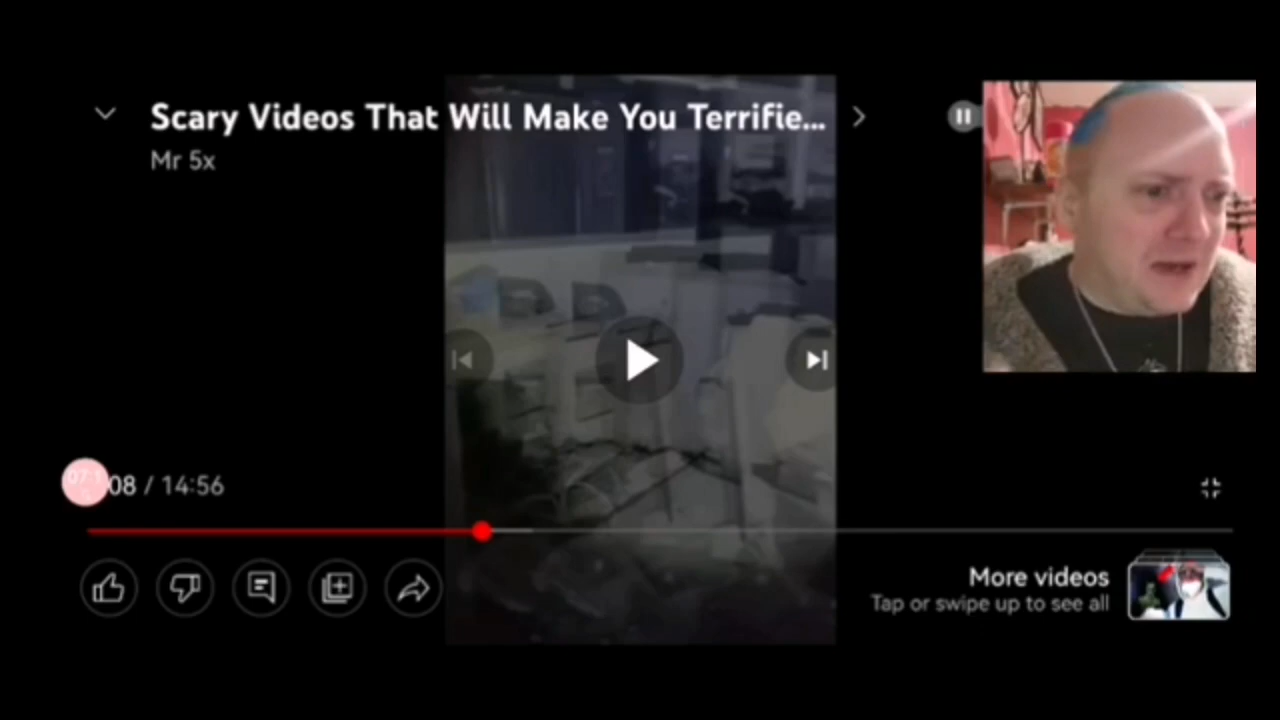 Scary Videos That Will Make You Terrifie...
Mr 5x
08 / 14:56
More videos
Tap or swipe up to see all